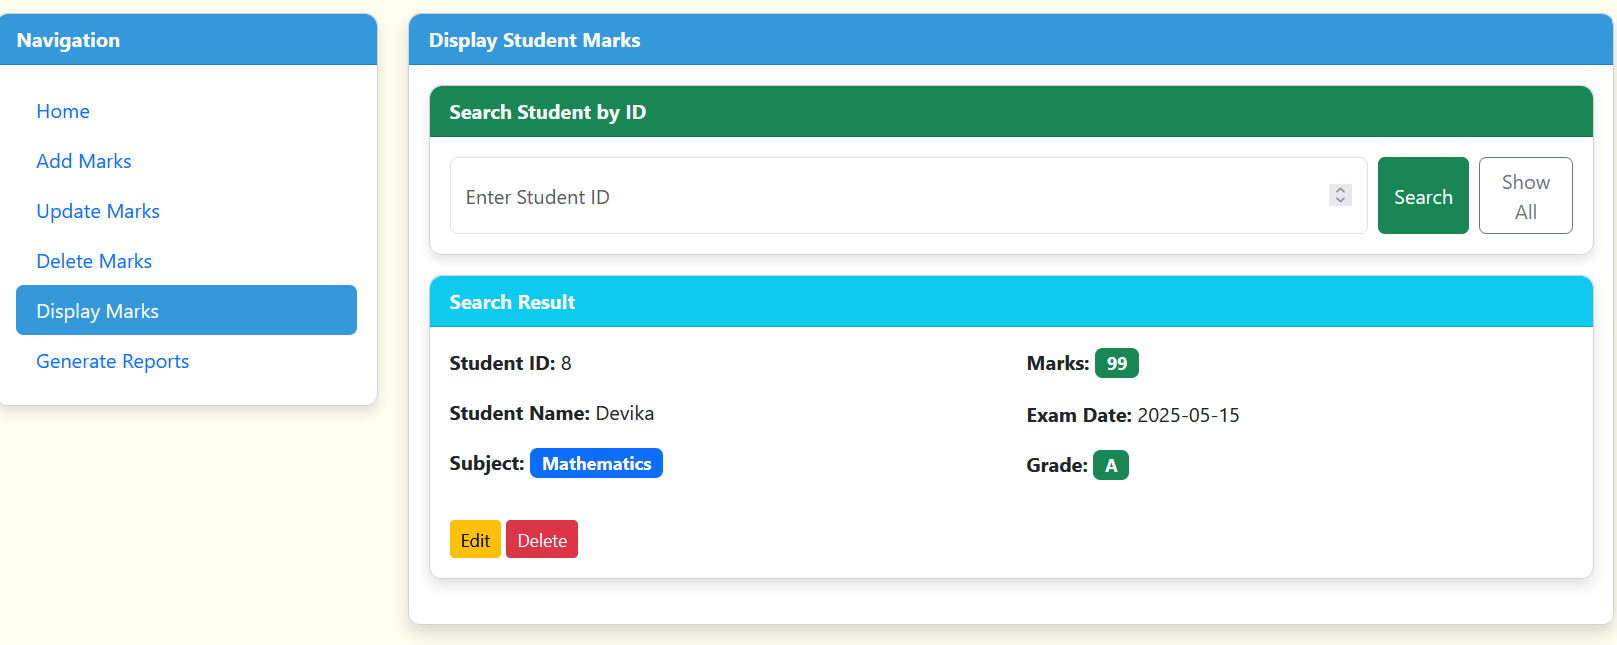 Navigation
Home
Add Marks
Update Marks
Delete Marks
Display Marks
Generate Reports
Display Student Marks
Search Student by ID
Enter Student ID
Search
Show
All
Search Result
Student ID: 8
Student Name: Devika
Subject: Mathematics
Marks: 99
Exam Date: 2025-05-15
Grade: A
Edit
Delete